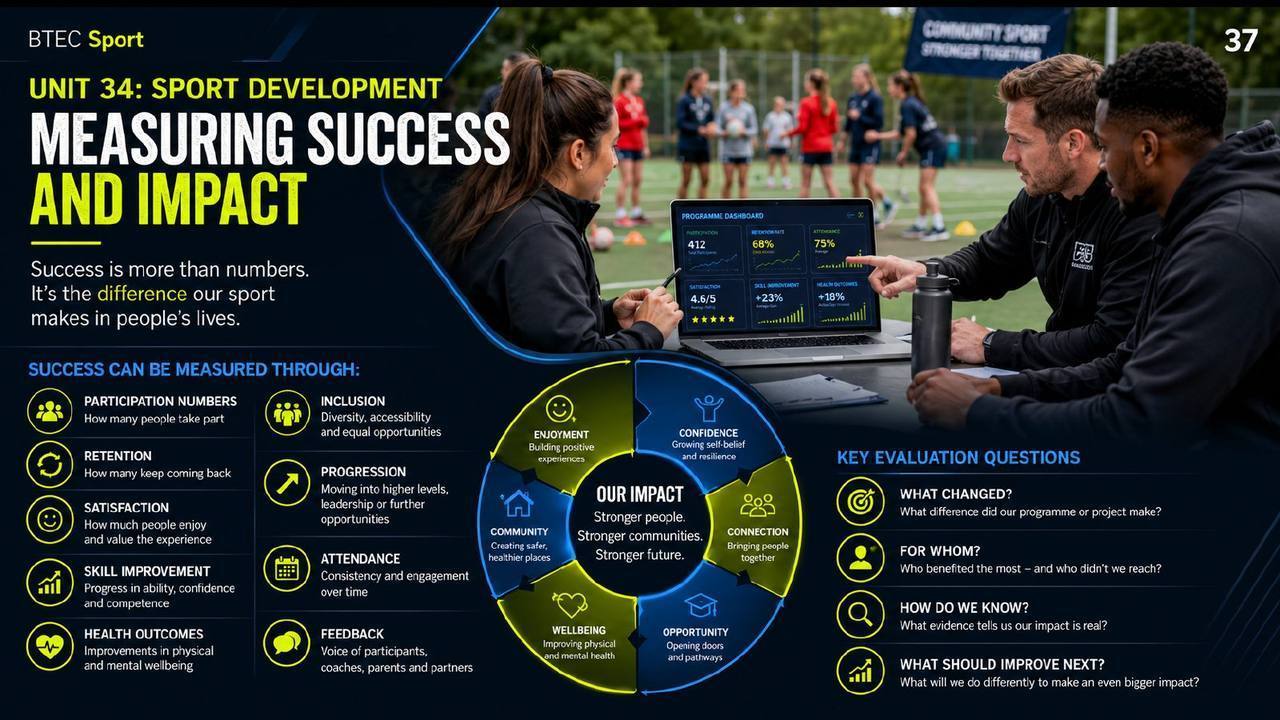 BTEC Sport
37
UNIT 34: SPORT DEVELOPMENT
MEASURING SUCCESS
AND IMPACT
Success is more than numbers.
It's the difference our sport
makes in people's lives.
COMMUNITY SPORT
STRONGER TOGETHER
PROGRAMME DASHBOARD
PARTICIPATION
412
RETENTION RATE
68%
ATTENDANCE
75%
SATISFACTION
4.6/5
SKILL IMPROVEMENT
+23%
HEALTH OUTCOMES
+18%
SUCCESS CAN BE MEASURED THROUGH:
PARTICIPATION NUMBERS
How many people take part
RETENTION
How many keep coming back
SATISFACTION
How much people enjoy
and value the experience
SKILL IMPROVEMENT
Progress in ability, confidence
and competence
HEALTH OUTCOMES
Improvements in physical
and mental wellbeing
INCLUSION
Diversity, accessibility
and equal opportunities
PROGRESSION
Moving into higher levels,
leadership or further
opportunities
ATTENDANCE
Consistency and engagement
over time
FEEDBACK
Voice of participants,
coaches, parents and partners
OUR IMPACT
Stronger people.
Stronger communities.
Stronger future.
ENJOYMENT
Building positive
experiences
CONFIDENCE
Growing self-belief
and resilience
CONNECTION
Bringing people
together
OPPORTUNITY
Opening doors
and pathways
WELLBEING
Improving physical
and mental health
COMMUNITY
Creating safer,
healthier places
KEY EVALUATION QUESTIONS
WHAT CHANGED?
What difference did our programme or project make?
FOR WHOM?
Who benefited the most – and who didn't we reach?
HOW DO WE KNOW?
What evidence tells us our impact is real?
WHAT SHOULD IMPROVE NEXT?
What will we do differently to make an even bigger impact?